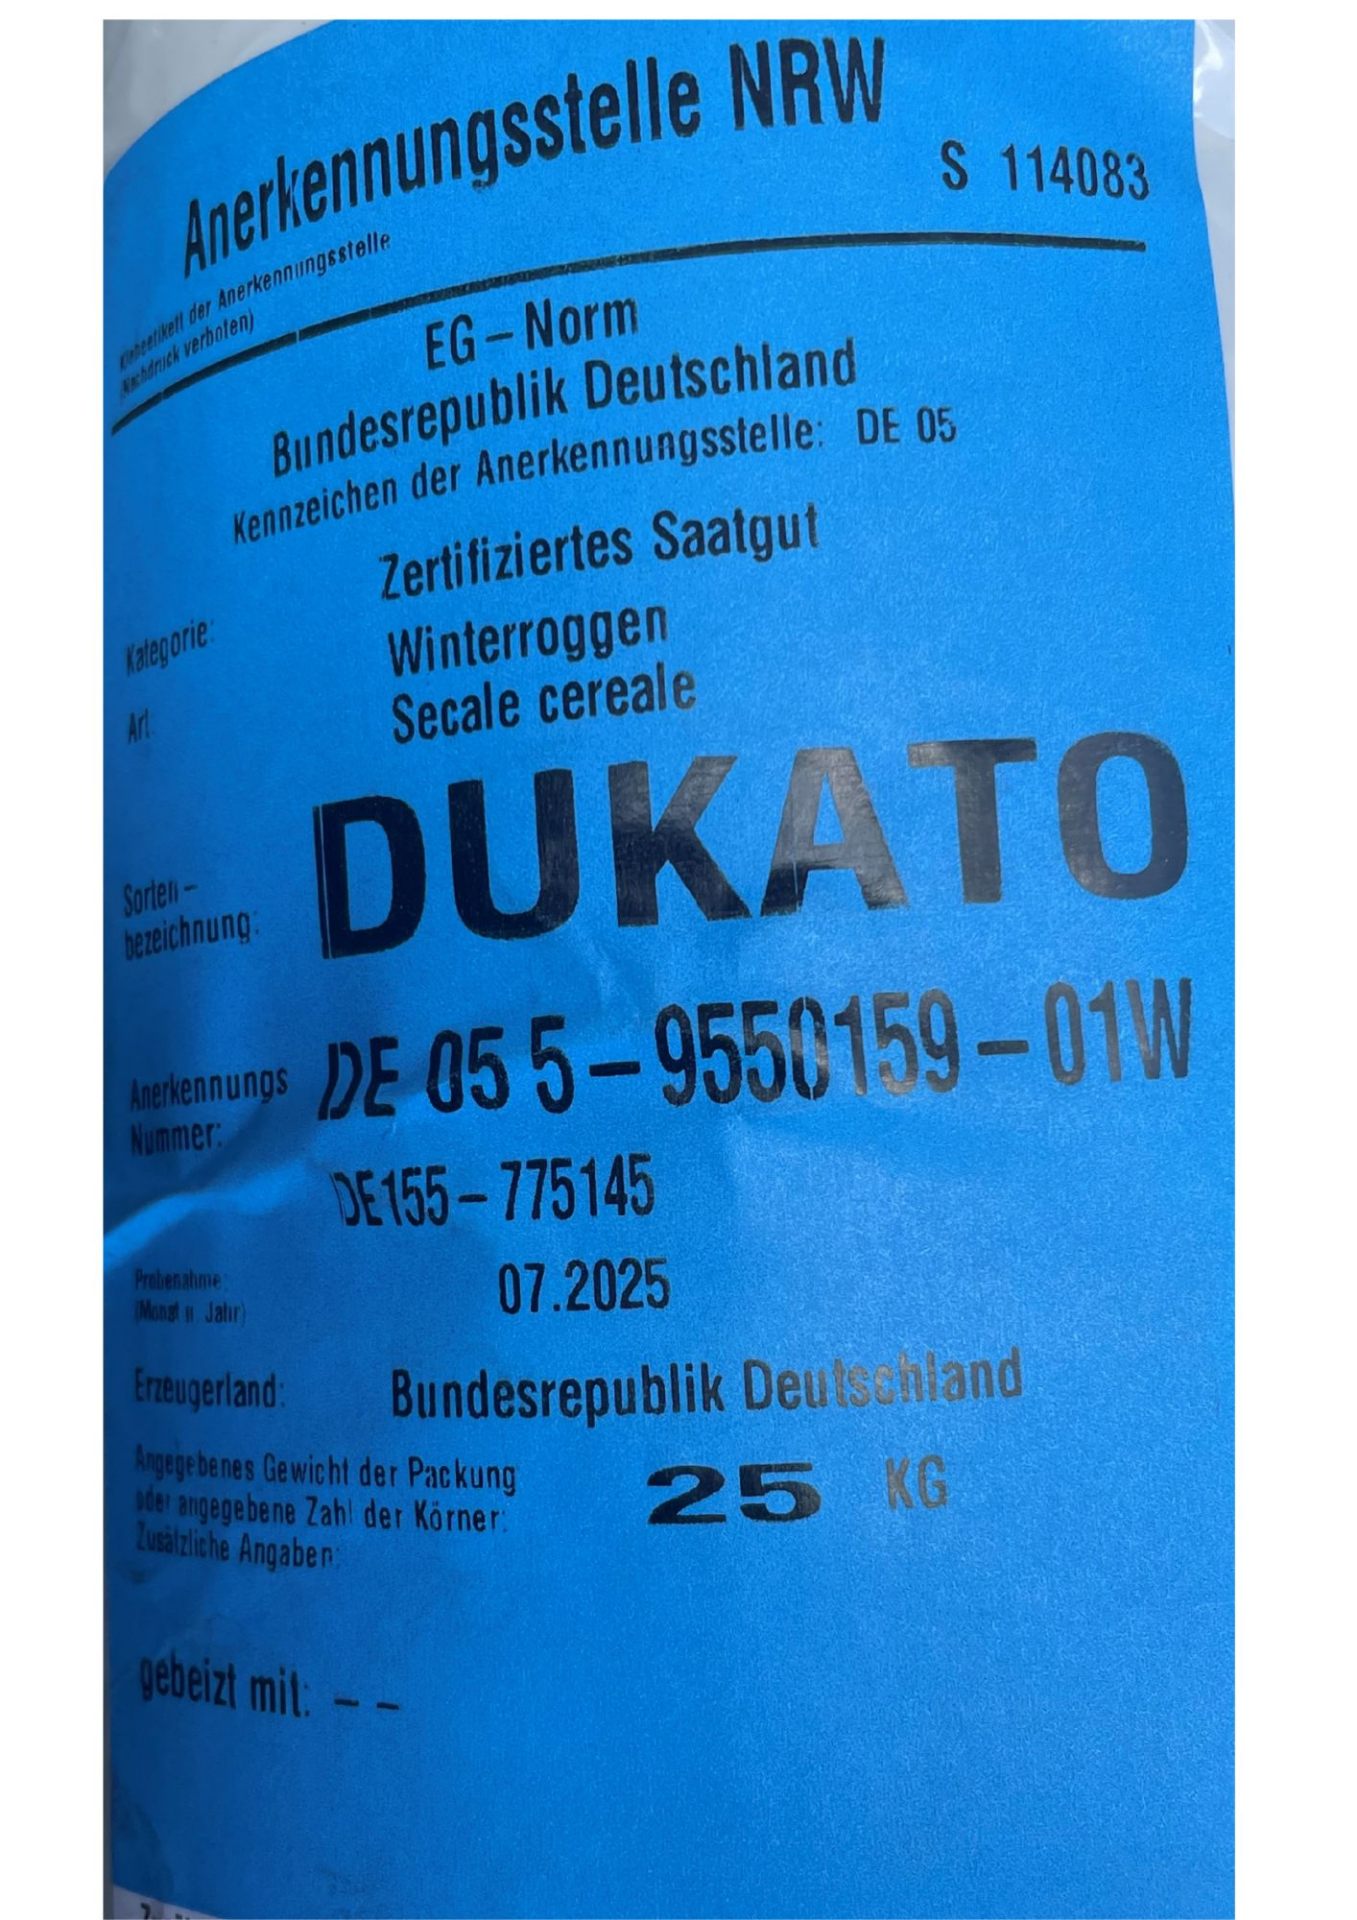 Anerkennungsstelle NRW
S 114083
Klebeetikett der Anerkennungsstelle
(Nachdruck verboten)
EG – Norm
Bundesrepublik Deutschland
Kennzeichen der Anerkennungsstelle: DE 05
Kategorie: Zertifiziertes Saatgut
Art: Winterroggen
Secale cereale
Sorten–
bezeichnung: DUKATO
Anerkennungs
Nummer: DE 05 5–9550159–01W
DE155–775145
Probenahme:
(Monat u. Jahr) 07.2025
Erzeugerland: Bundesrepublik Deutschland
Angegebenes Gewicht der Packung
oder angegebene Zahl der Körner: 25 KG
Zusätzliche Angaben:
gebeizt mit: – –